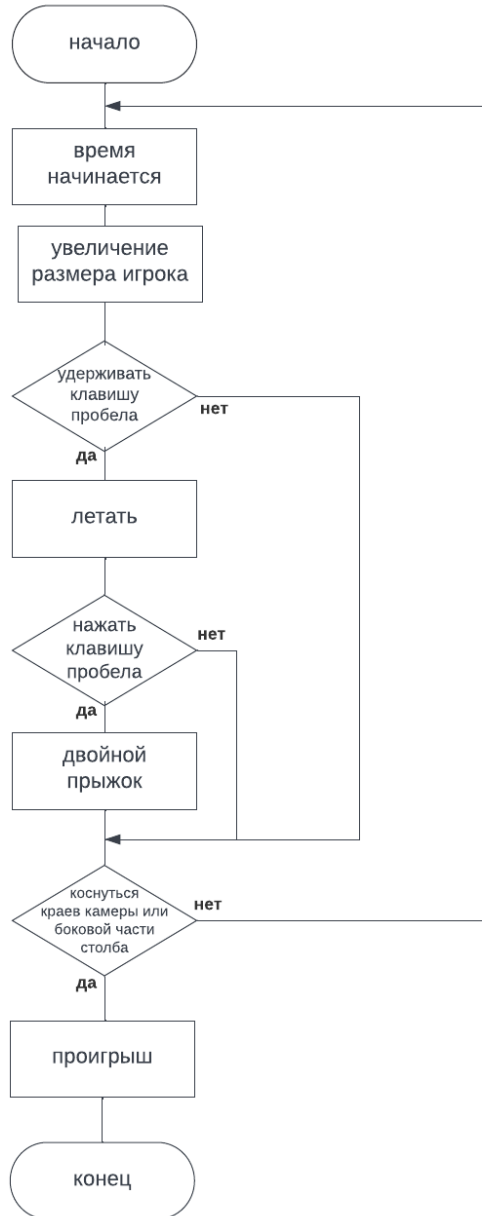 начало
время
начинается
увеличение
размера игрока
удерживать
клавишу
пробела
нет
да
летать
нажать
клавишу
пробела
нет
да
двойной
прыжок
коснуться
краев камеры или
боковой части
столба
нет
да
проигрыш
конец